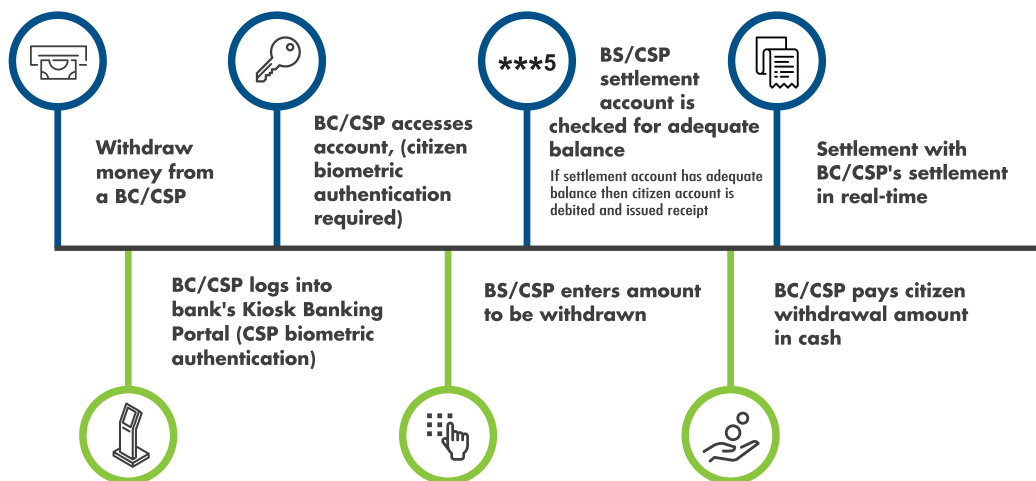 Withdraw
money from
a BC/CSP
BC/CSP logs into
bank's Kiosk Banking
Portal (CSP biometric
authentication)
BC/CSP accesses
account, (citizen
biometric
authentication
required)
BS/CSP enters amount
to be withdrawn
***5
BS/CSP
settlement
account is
checked for adequate
balance
If settlement account has adequate
balance then citizen account is
debited and issued receipt
BC/CSP pays citizen
withdrawal amount
in cash
Settlement with
BC/CSP's settlement
in real-time